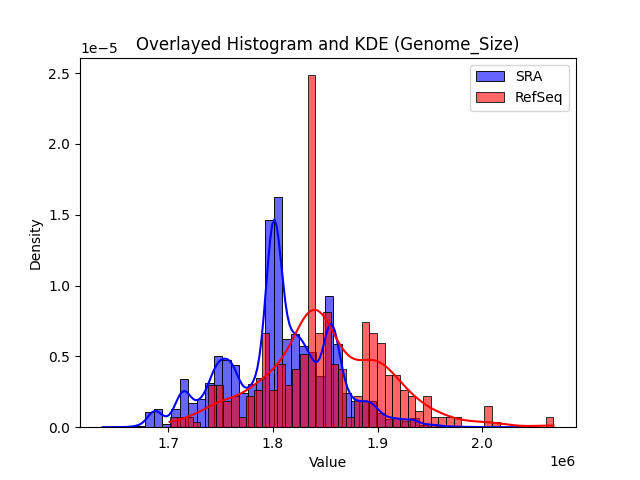 Overlayed Histogram and KDE (Genome_Size)
1e−5
SRA
RefSeq
2.5
2.0
1.5
1.0
0.5
0.0
Density
1.7 1.8 1.9 2.0
1e6
Value